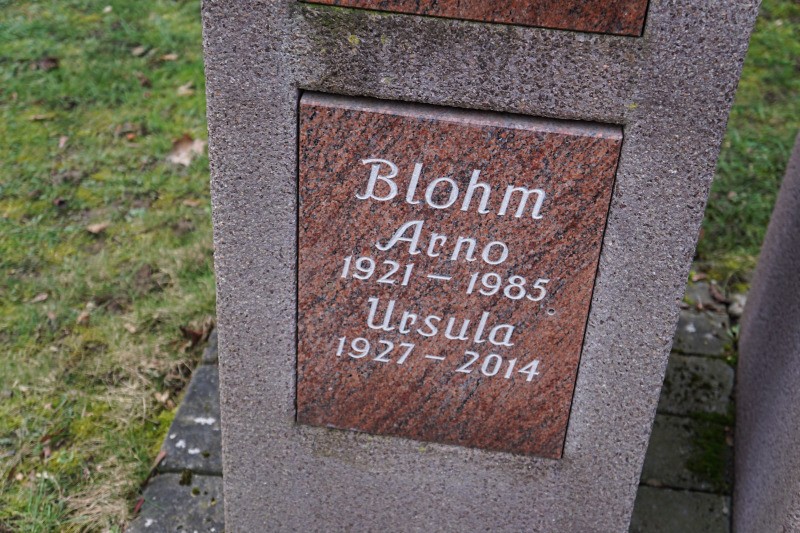 Blohm
Arno
1921 – 1985
Ursula
1927 – 2014